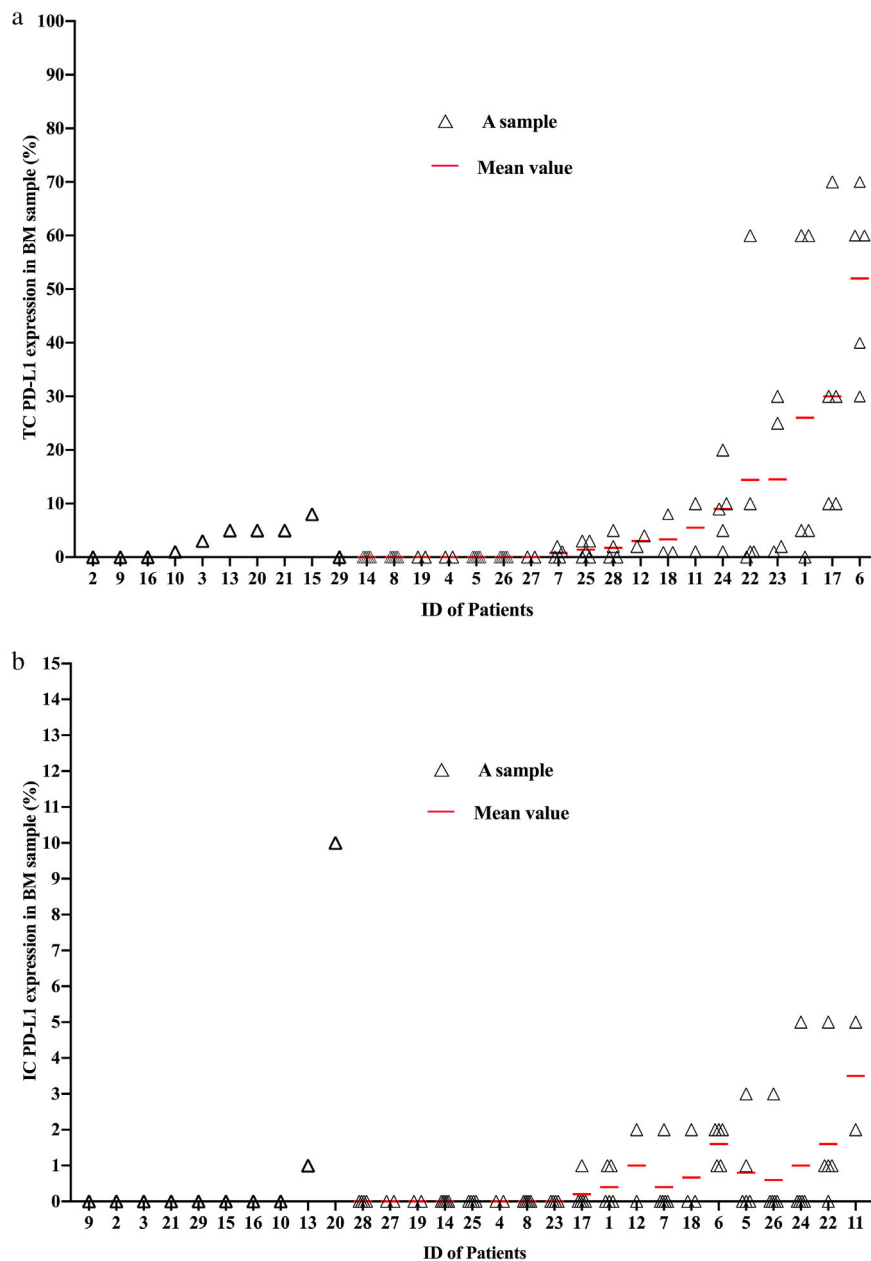 a
TC PD-L1 expression in BM sample (%)
100
90
80
70
60
50
40
30
20
10
0
A sample
Mean value
2 9 16 10 3 13 20 21 15 29 14 8 19 4 5 26 27 7 25 28 12 18 11 24 22 23 1 17 6
ID of Patients
b
IC PD-L1 expression in BM sample (%)
15
14
13
12
11
10
9
8
7
6
5
4
3
2
1
0
A sample
Mean value
9 2 3 21 29 15 16 10 13 20 28 27 19 14 25 4 8 23 17 1 12 7 18 6 5 26 24 22 11
ID of Patients